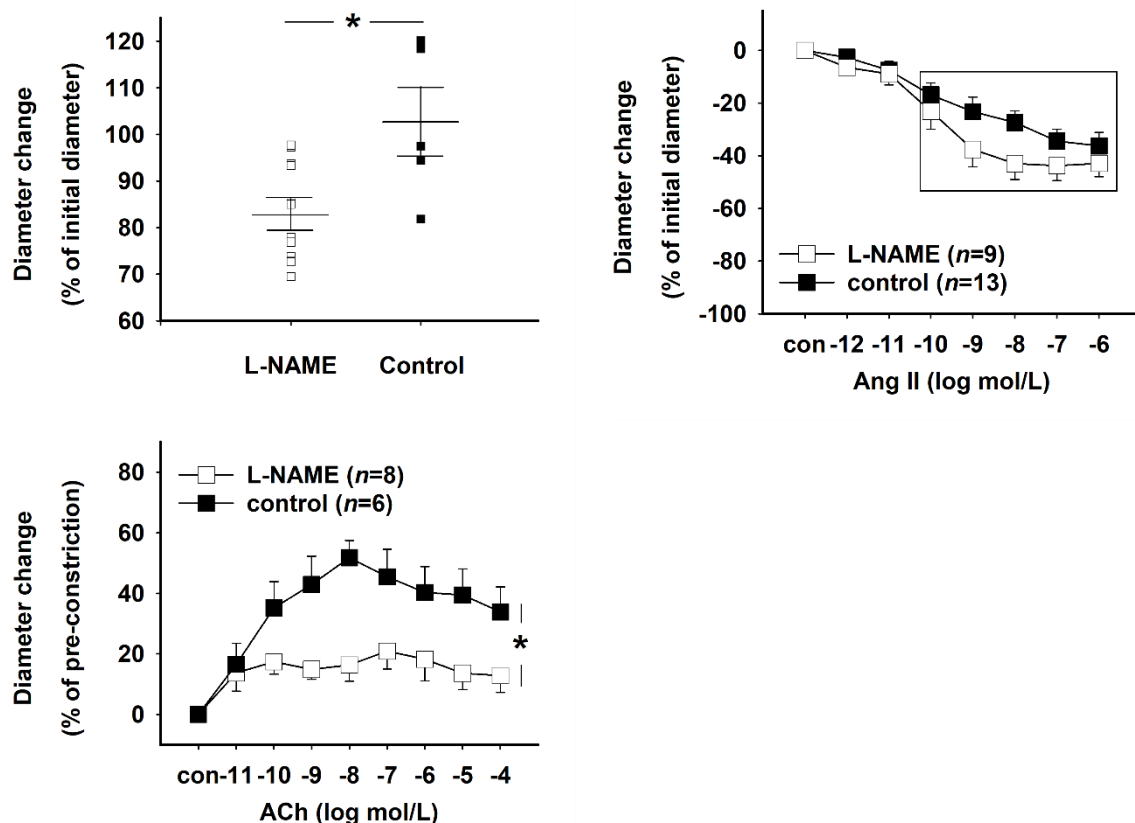 *
120
110
100
90
80
70
60
Diameter change
(% of initial diameter)
L-NAME Control
0
-20
-40
-60
-80
-100
Diameter change
(% of initial diameter)
L-NAME (n=9)
control (n=13)
con -12 -11 -10 -9 -8 -7 -6
Ang II (log mol/L)
80
60
40
20
0
Diameter change
(% of pre-constriction)
L-NAME (n=8)
control (n=6)
*
con -11 -10 -9 -8 -7 -6 -5 -4
ACh (log mol/L)